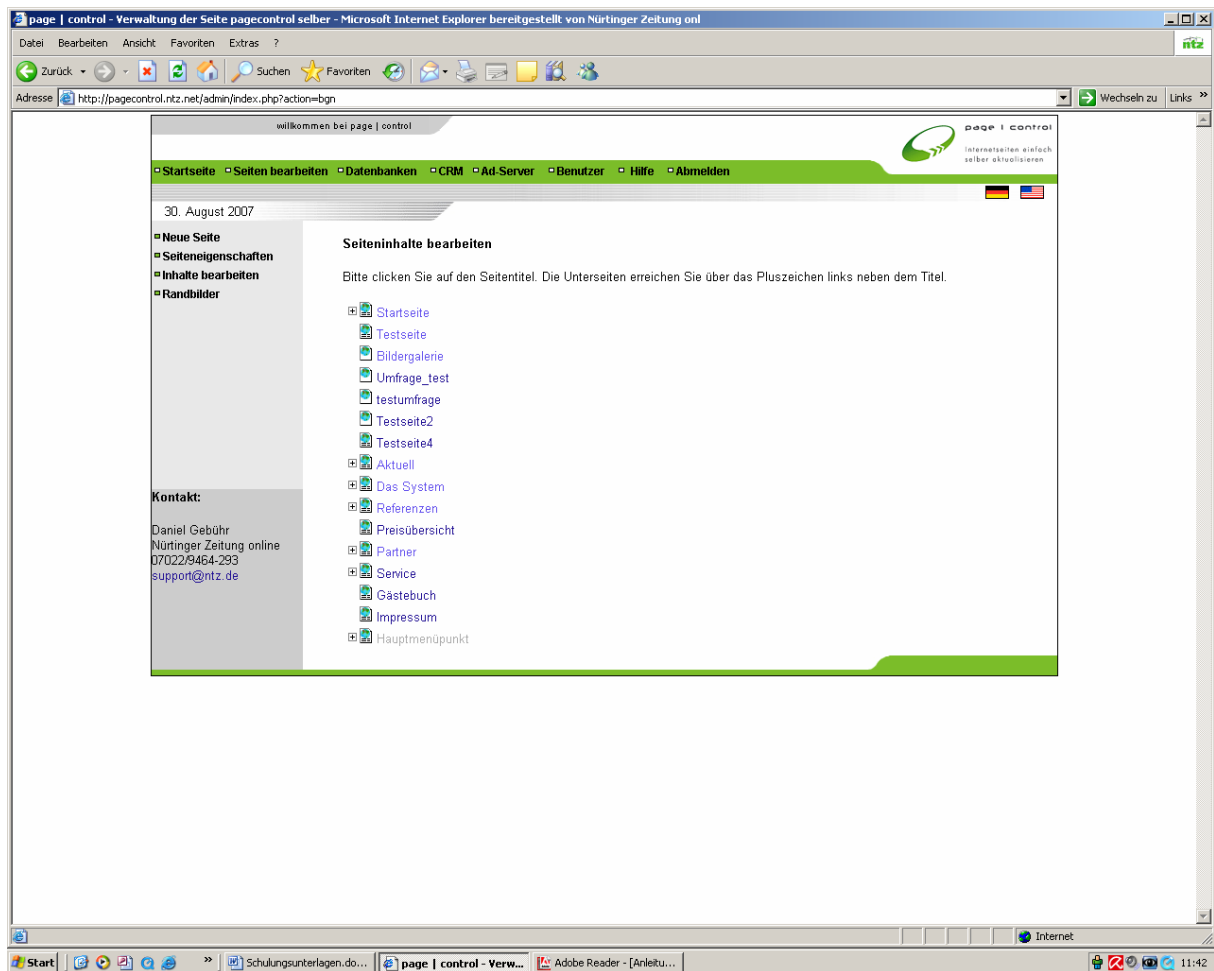 page | control - Verwaltung der Seite pagecontrol selber - Microsoft Internet Explorer bereitgestellt von Nürtinger Zeitung onl
Datei Bearbeiten Ansicht Favoriten Extras ?
ntz
Zurück Suchen Favoriten
Adresse http://pagecontrol.ntz.net/admin/index.php?action=bgn Wechseln zu Links »
willkommen bei page | control
page | control
Internetseiten einfach
selber aktualisieren
Startseite Seiten bearbeiten Datenbanken CRM Ad-Server Benutzer Hilfe Abmelden
30. August 2007
Neue Seite
Seiteneigenschaften
Inhalte bearbeiten
Randbilder
Kontakt:
Daniel Gebühr
Nürtinger Zeitung online
07022/9464-293
support@ntz.de
Seiteninhalte bearbeiten
Bitte clicken Sie auf den Seitentitel. Die Unterseiten erreichen Sie über das Pluszeichen links neben dem Titel.
Startseite
Testseite
Bildergalerie
Umfrage_test
testumfrage
Testseite2
Testseite4
Aktuell
Das System
Referenzen
Preisübersicht
Partner
Service
Gästebuch
Impressum
Hauptmenüpunkt
Internet
Start » Schulungsunterlagen.do... page | control - Verw... Adobe Reader - [Anleitu... 11:42